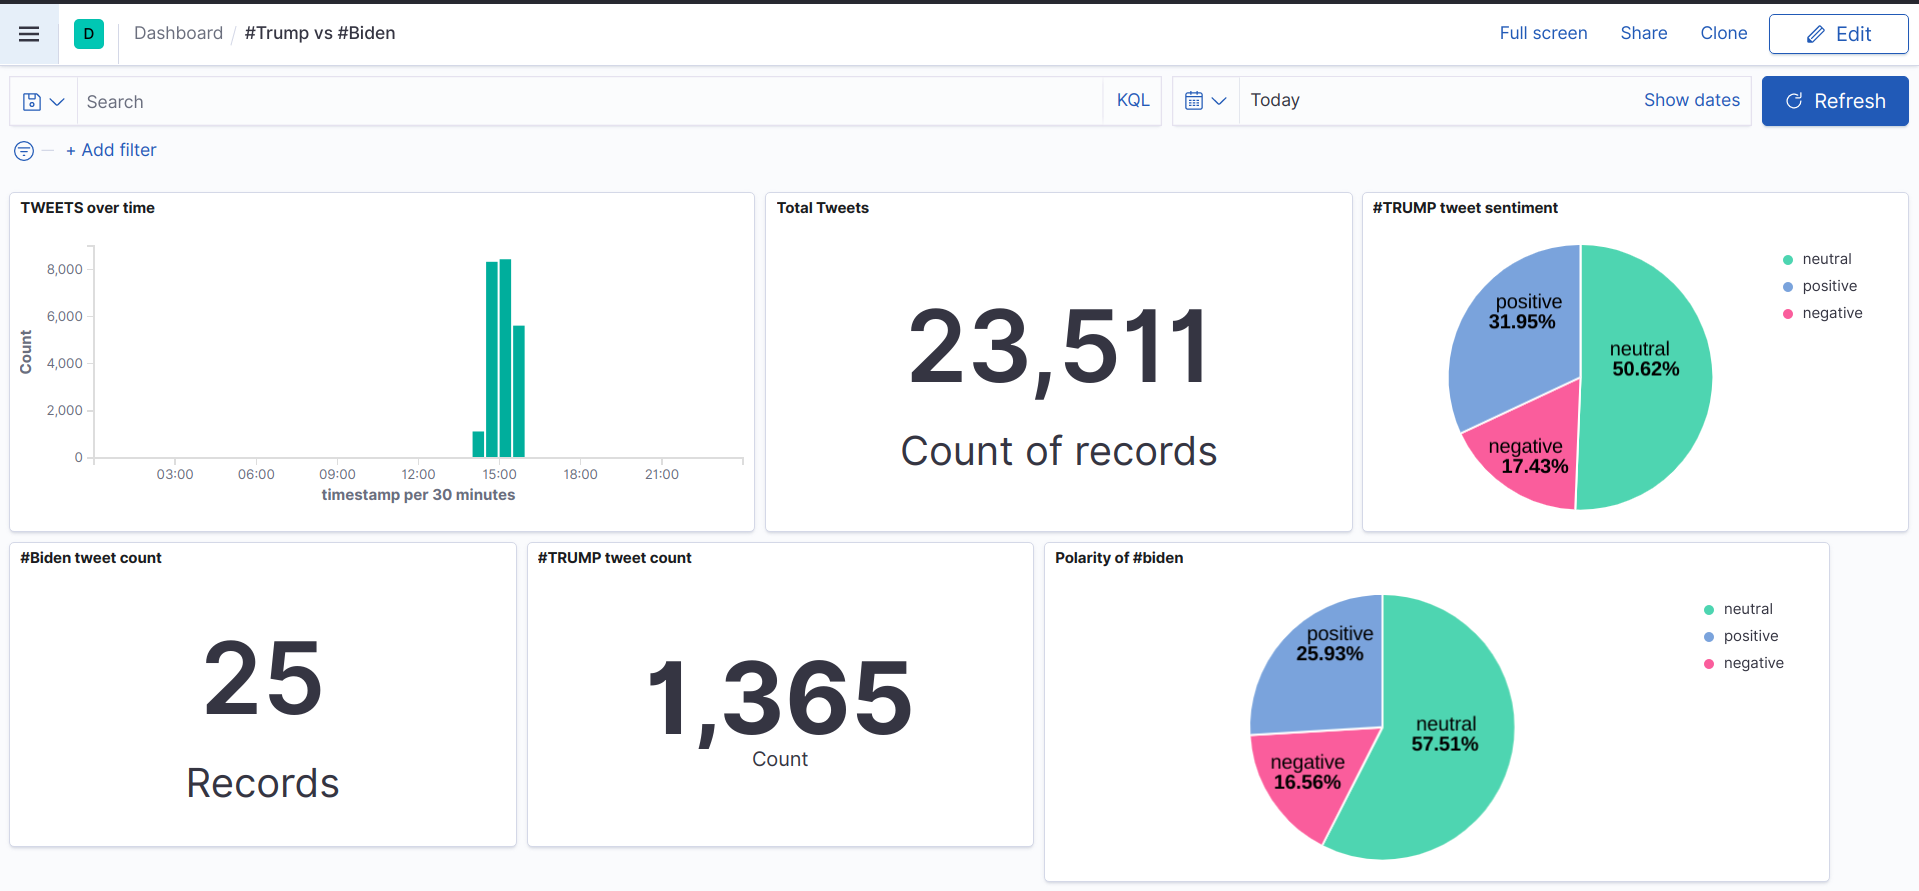 D Dashboard / #Trump vs #Biden Full screen Share Clone Edit
Search KQL Today Show dates Refresh
+ Add filter
TWEETS over time
8,000
6,000
4,000
2,000
0
Count
03:00 06:00 09:00 12:00 15:00 18:00 21:00
timestamp per 30 minutes
Total Tweets
23,511
Count of records
#TRUMP tweet sentiment
positive
31.95%
neutral
50.62%
negative
17.43%
neutral
positive
negative
#Biden tweet count
25
Records
#TRUMP tweet count
1,365
Count
Polarity of #biden
positive
25.93%
neutral
57.51%
negative
16.56%
neutral
positive
negative